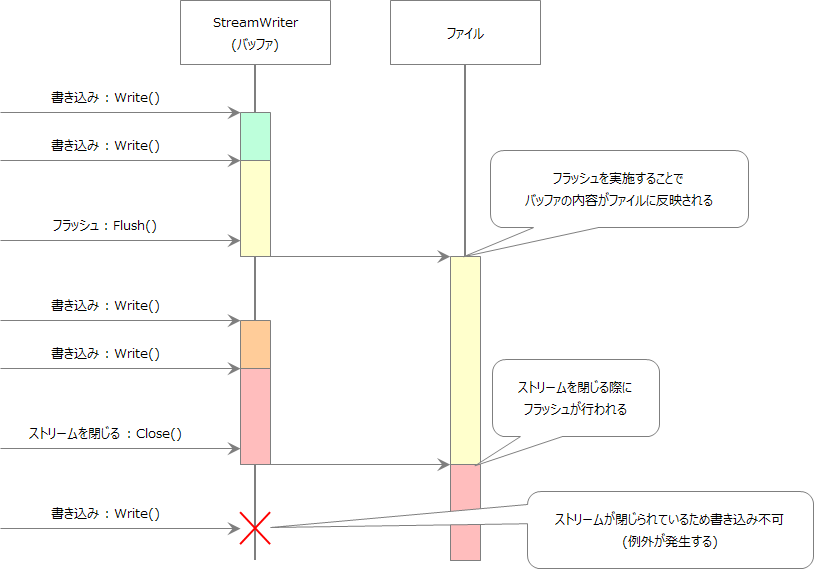 StreamWriter
(バッファ)
ファイル
書き込み : Write()
書き込み : Write()
フラッシュを実施することで
バッファの内容がファイルに反映される
フラッシュ : Flush()
書き込み : Write()
書き込み : Write()
ストリームを閉じる際に
フラッシュが行われる
ストリームを閉じる : Close()
書き込み : Write()
ストリームが閉じられているため書き込み不可
(例外が発生する)